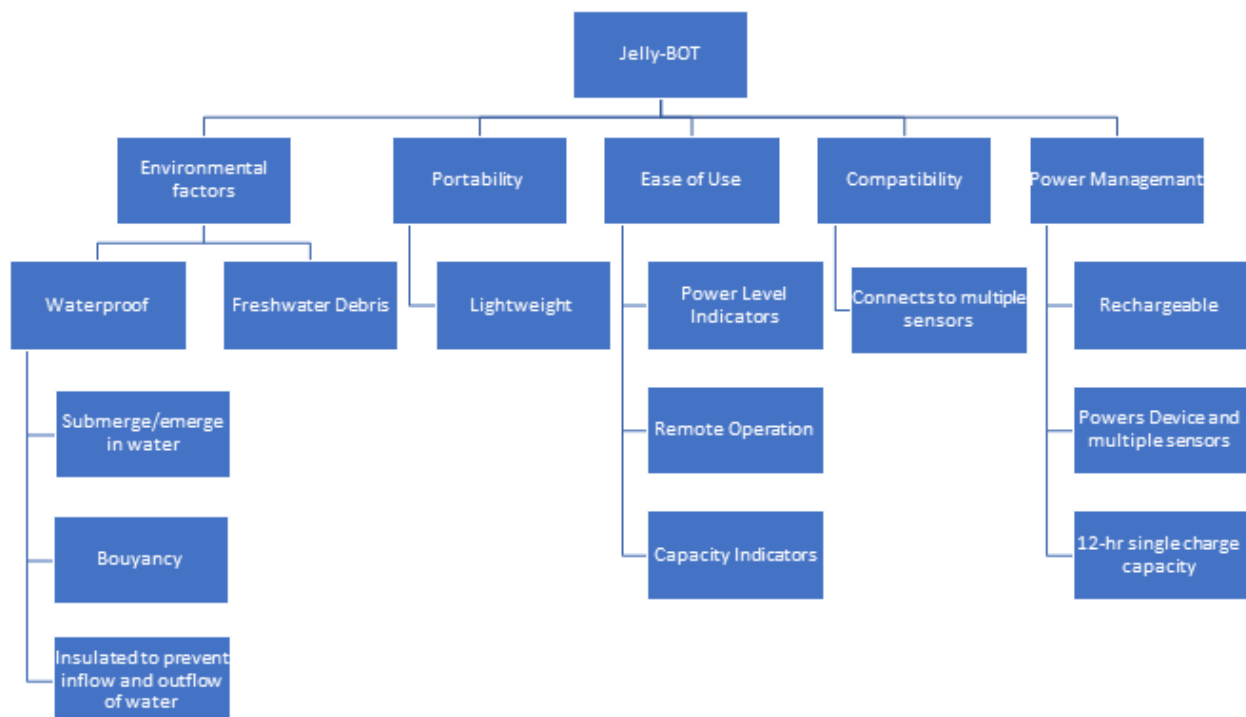 Jelly-BOT
Environmental
factors
Portability
Ease of Use
Compatibility
Power Management
Waterproof
Freshwater Debris
Lightweight
Power Level
Indicators
Connects to multiple
sensors
Rechargeable
Submerge/emerge
in water
Remote Operation
Powers Device and
multiple sensors
Bouyancy
Capacity Indicators
12-hr single charge
capacity
Insulated to prevent
inflow and outflow
of water